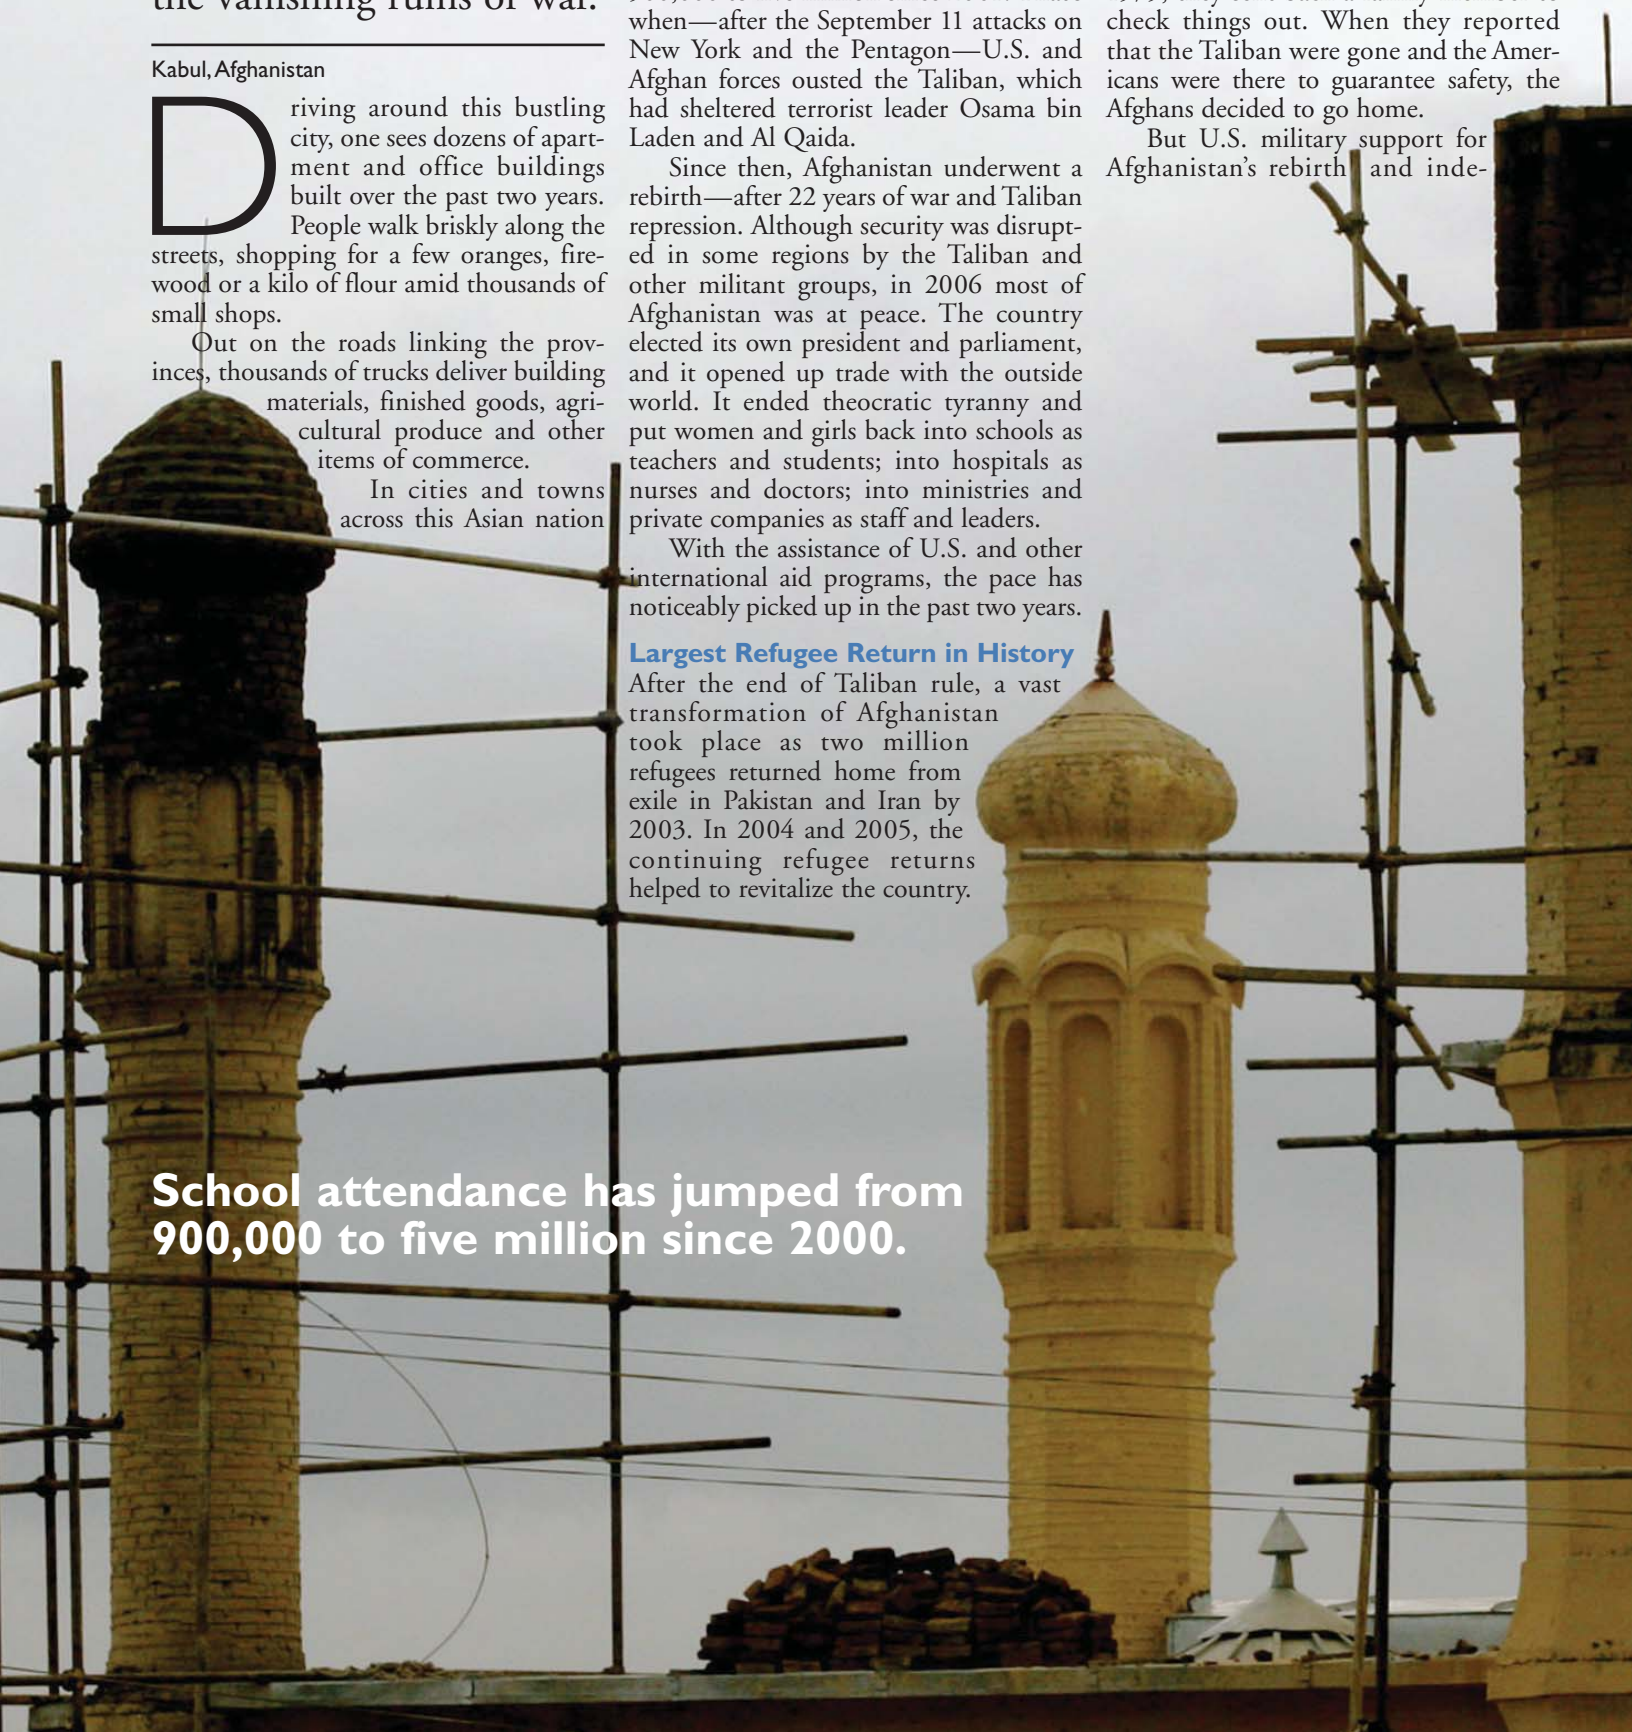 the vanishing ruins of war.
Kabul, Afghanistan
Driving around this bustling
city, one sees dozens of apart-
ment and office buildings
built over the past two years.
People walk briskly along the
streets, shopping for a few oranges, fire-
wood or a kilo of flour amid thousands of
small shops.
Out on the roads linking the prov-
inces, thousands of trucks deliver building
materials, finished goods, agri-
cultural produce and other
items of commerce.
In cities and towns
across this Asian nation
when—after the September 11 attacks on
New York and the Pentagon—U.S. and
Afghan forces ousted the Taliban, which
had sheltered terrorist leader Osama bin
Laden and Al Qaida.
Since then, Afghanistan underwent a
rebirth—after 22 years of war and Taliban
repression. Although security was disrupt-
ed in some regions by the Taliban and
other militant groups, in 2006 most of
Afghanistan was at peace. The country
elected its own president and parliament,
and it opened up trade with the outside
world. It ended theocratic tyranny and
put women and girls back into schools as
teachers and students; into hospitals as
nurses and doctors; into ministries and
private companies as staff and leaders.
With the assistance of U.S. and other
international aid programs, the pace has
noticeably picked up in the past two years.
Largest Refugee Return in History
After the end of Taliban rule, a vast
transformation of Afghanistan
took place as two million
refugees returned home from
exile in Pakistan and Iran by
2003. In 2004 and 2005, the
continuing refugee returns
helped to revitalize the country.
check things out. When they reported
that the Taliban were gone and the Amer-
icans were there to guarantee safety, the
Afghans decided to go home.
But U.S. military support for
Afghanistan's rebirth and inde-
School attendance has jumped from
900,000 to five million since 2000.